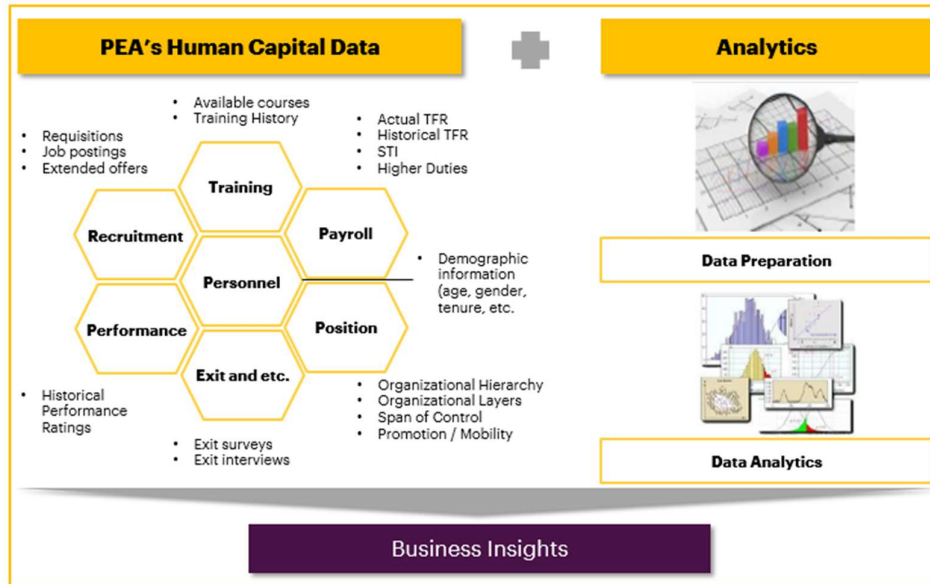 PEA's Human Capital Data
Analytics
• Available courses
• Training History
• Requisitions
• Job postings
• Extended offers
• Actual TFR
• Historical TFR
• STI
• Higher Duties
Training
Recruitment
Payroll
Personnel
• Demographic
information
(age, gender,
tenure, etc.
Performance
Position
Exit and etc.
• Historical
Performance
Ratings
• Exit surveys
• Exit interviews
• Organizational Hierarchy
• Organizational Layers
• Span of Control
• Promotion / Mobility
Data Preparation
Data Analytics
Business Insights